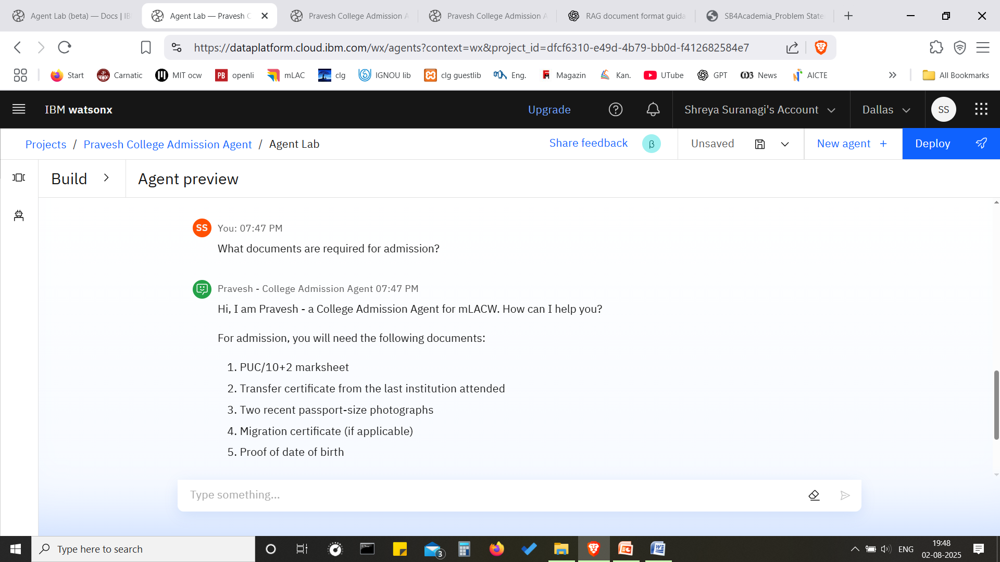 Agent Lab (beta) — Docs | IB
Agent Lab — Pravesh C
Pravesh College Admission A
Pravesh College Admission A
RAG document format guida
SB4Academia_Problem State
https://dataplatform.cloud.ibm.com/wx/agents?context=wx&project_id=dfcf6310-e49d-4b79-bb0d-f412682584e7
Start
Carnatic
MIT ocw
PB openli
mLAC
clg
IGNOU lib
clg guestlib
Eng.
Magazin
Kan.
UTube
GPT
News
AICTE
All Bookmarks
IBM watsonx
Upgrade
Shreya Suranagi's Account
Dallas
SS
Projects / Pravesh College Admission Agent / Agent Lab
Share feedback
β
Unsaved
New agent +
Deploy
Build
Agent preview
SS You: 07:47 PM
What documents are required for admission?
Pravesh - College Admission Agent 07:47 PM
Hi, I am Pravesh - a College Admission Agent for mLACW. How can I help you?
For admission, you will need the following documents:
1. PUC/10+2 marksheet
2. Transfer certificate from the last institution attended
3. Two recent passport-size photographs
4. Migration certificate (if applicable)
5. Proof of date of birth
Type something...
Type here to search
3
ENG
19:48
02-08-2025